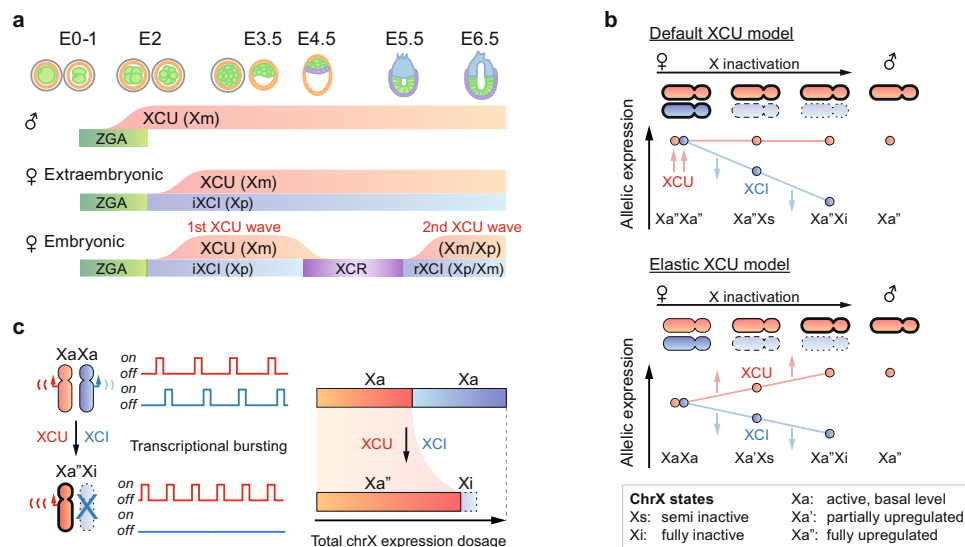 a
E0-1 E2 E3.5 E4.5 E5.5 E6.5
♂
XCU (Xm)
ZGA
♀ Extraembryonic
XCU (Xm)
ZGA
iXCI (Xp)
1st XCU wave
2nd XCU wave
♀ Embryonic
XCU (Xm)
(Xm/Xp)
ZGA
iXCI (Xp)
XCR
rXCI (Xp/Xm)
b
Default XCU model
♀ X inactivation ♂
Allelic expression
XCU
XCI
Xa"Xa" Xa"Xs Xa"Xi Xa"
Elastic XCU model
♀ X inactivation ♂
Allelic expression
XCU
XCI
XaXa Xa'Xs Xa"Xi Xa"
ChrX states
Xs: semi inactive
Xi: fully inactive
Xa: active, basal level
Xa': partially upregulated
Xa": fully upregulated
c
XaXa
on
off
on
off
XCU XCI
Transcriptional bursting
Xa"Xi
on
off
on
off
Xa Xa
XCU XCI
Xa" Xi
Total chrX expression dosage